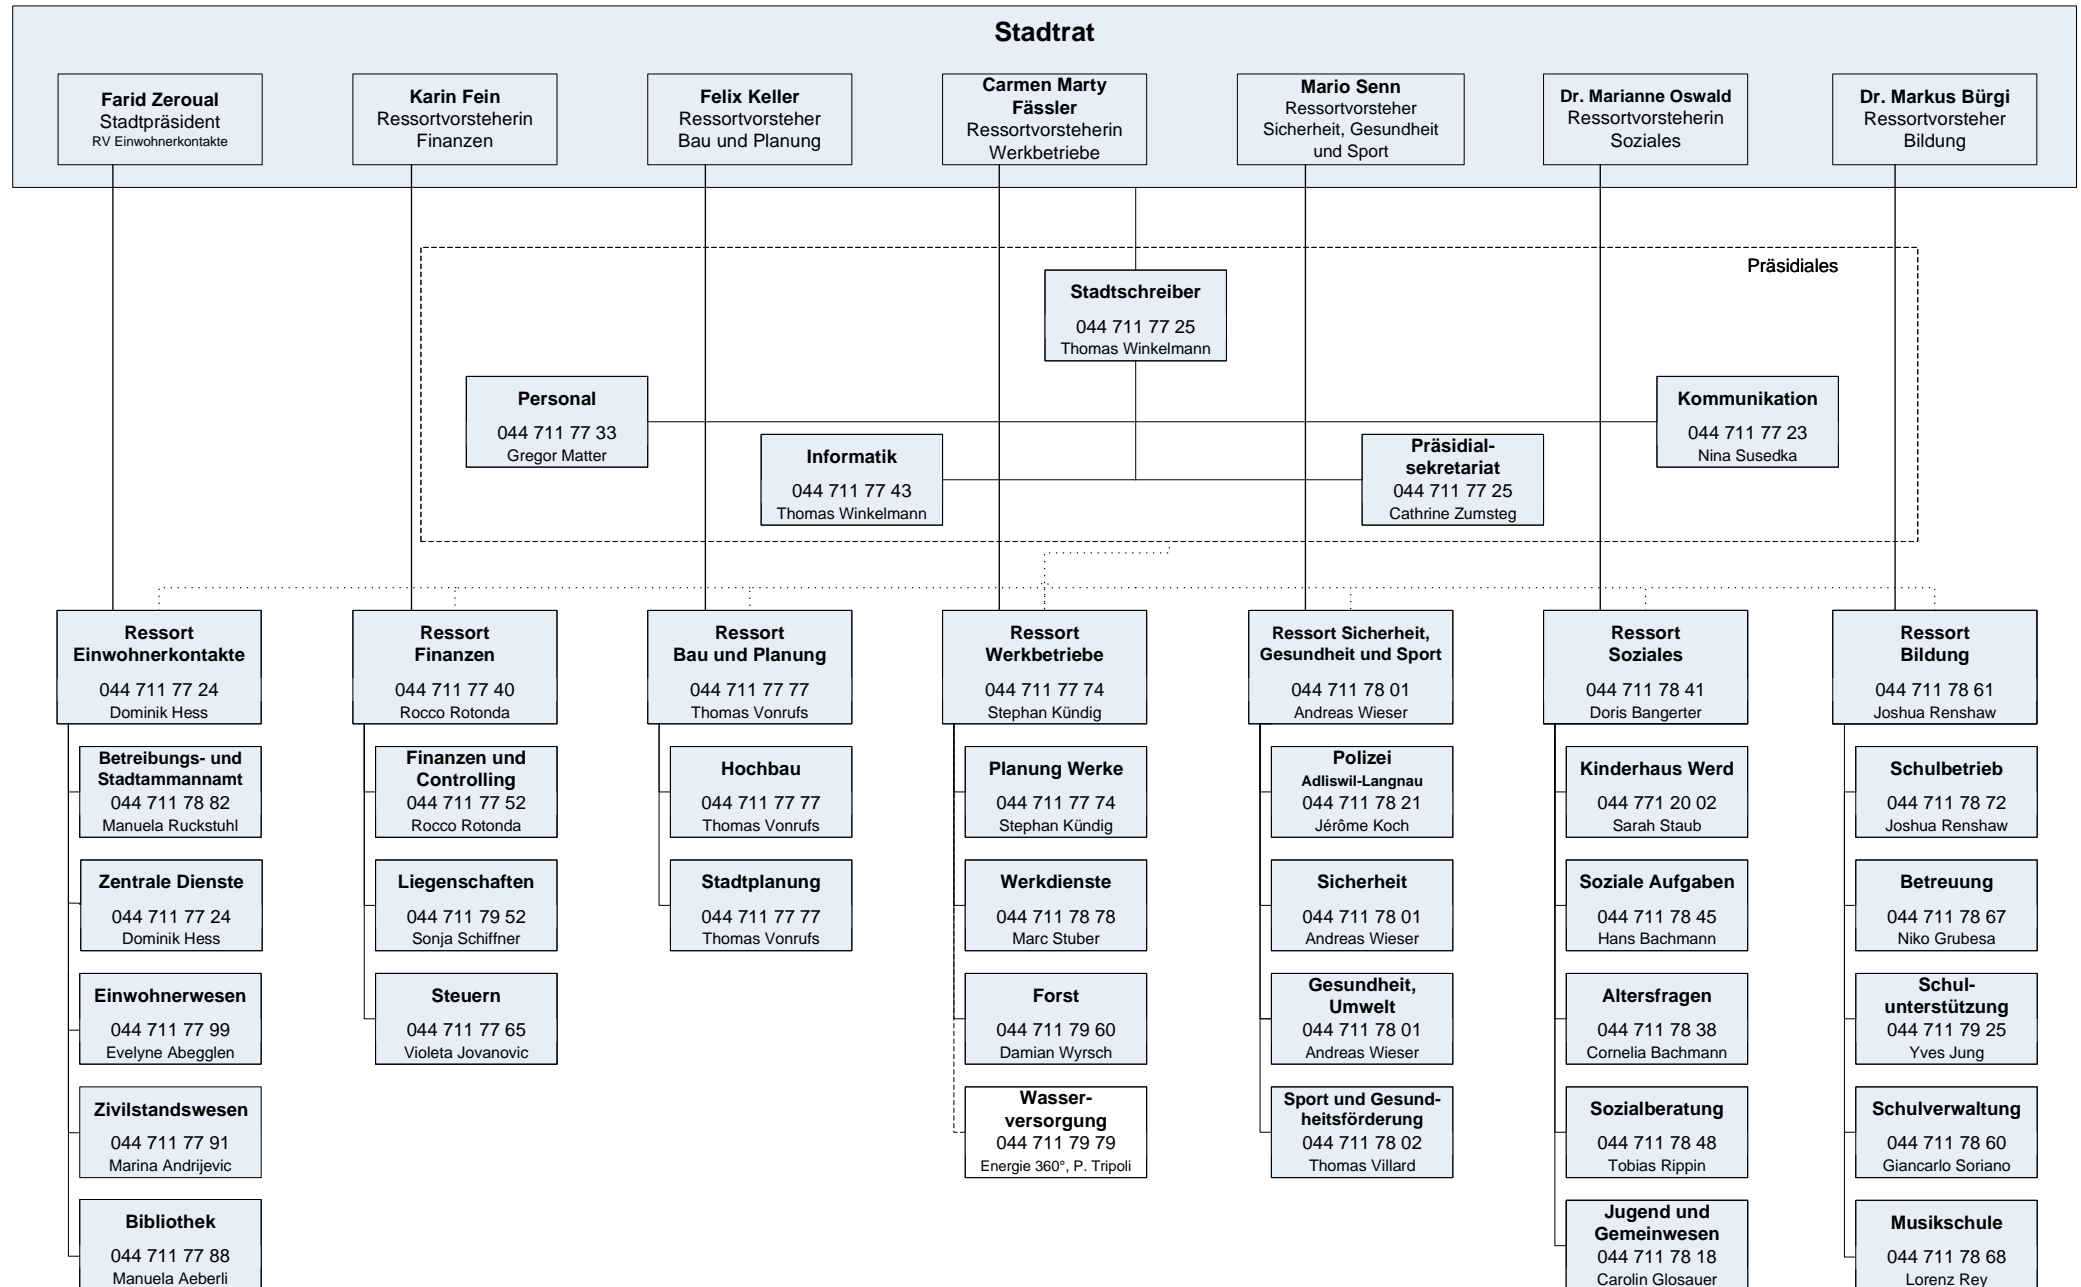 Stadtrat
Farid Zeroual
Stadtpräsident
RV Einwohnerkontakte
Karin Fein
Ressortvorsteherin
Finanzen
Felix Keller
Ressortvorsteher
Bau und Planung
Carmen Marty
Fässler
Ressortvorsteherin
Werkbetriebe
Mario Senn
Ressortvorsteher
Sicherheit, Gesundheit
und Sport
Dr. Marianne Oswald
Ressortvorsteherin
Soziales
Dr. Markus Bürgi
Ressortvorsteher
Bildung
Präsidiales
Stadtschreiber
044 711 77 25
Thomas Winkelmann
Personal
044 711 77 33
Gregor Matter
Kommunikation
044 711 77 23
Nina Susedka
Informatik
044 711 77 43
Thomas Winkelmann
Präsidial-
sekretariat
044 711 77 25
Cathrine Zumsteg
Ressort
Einwohnerkontakte
044 711 77 24
Dominik Hess
Betreibungs- und
Stadtammannamt
044 711 78 82
Manuela Ruckstuhl
Zentrale Dienste
044 711 77 24
Dominik Hess
Einwohnerwesen
044 711 77 99
Evelyne Abegglen
Zivilstandswesen
044 711 77 91
Marina Andrijevic
Bibliothek
044 711 77 88
Manuela Aeberli
Ressort
Finanzen
044 711 77 40
Rocco Rotonda
Finanzen und
Controlling
044 711 77 52
Rocco Rotonda
Liegenschaften
044 711 79 52
Sonja Schiffner
Steuern
044 711 77 65
Violeta Jovanovic
Ressort
Bau und Planung
044 711 77 77
Thomas Vonrufs
Hochbau
044 711 77 77
Thomas Vonrufs
Stadtplanung
044 711 77 77
Thomas Vonrufs
Ressort
Werkbetriebe
044 711 77 74
Stephan Kündig
Planung Werke
044 711 77 74
Stephan Kündig
Werkdienste
044 711 78 78
Marc Stuber
Forst
044 711 79 60
Damian Wyrsch
Wasser-
versorgung
044 711 79 79
Energie 360°, P. Tripoli
Ressort Sicherheit,
Gesundheit und Sport
044 711 78 01
Andreas Wieser
Polizei
Adliswil-Langnau
044 711 78 21
Jérôme Koch
Sicherheit
044 711 78 01
Andreas Wieser
Gesundheit,
Umwelt
044 711 78 01
Andreas Wieser
Sport und Gesund-
heitsförderung
044 711 78 02
Thomas Villard
Ressort
Soziales
044 711 78 41
Doris Bangerter
Kinderhaus Werd
044 771 20 02
Sarah Staub
Soziale Aufgaben
044 711 78 45
Hans Bachmann
Altersfragen
044 711 78 38
Cornelia Bachmann
Sozialberatung
044 711 78 48
Tobias Rippin
Jugend und
Gemeinwesen
044 711 78 18
Carolin Glosauer
Ressort
Bildung
044 711 78 61
Joshua Renshaw
Schulbetrieb
044 711 78 72
Joshua Renshaw
Betreuung
044 711 78 67
Niko Grubesa
Schul-
unterstützung
044 711 79 25
Yves Jung
Schulverwaltung
044 711 78 60
Giancarlo Soriano
Musikschule
044 711 78 68
Lorenz Rey